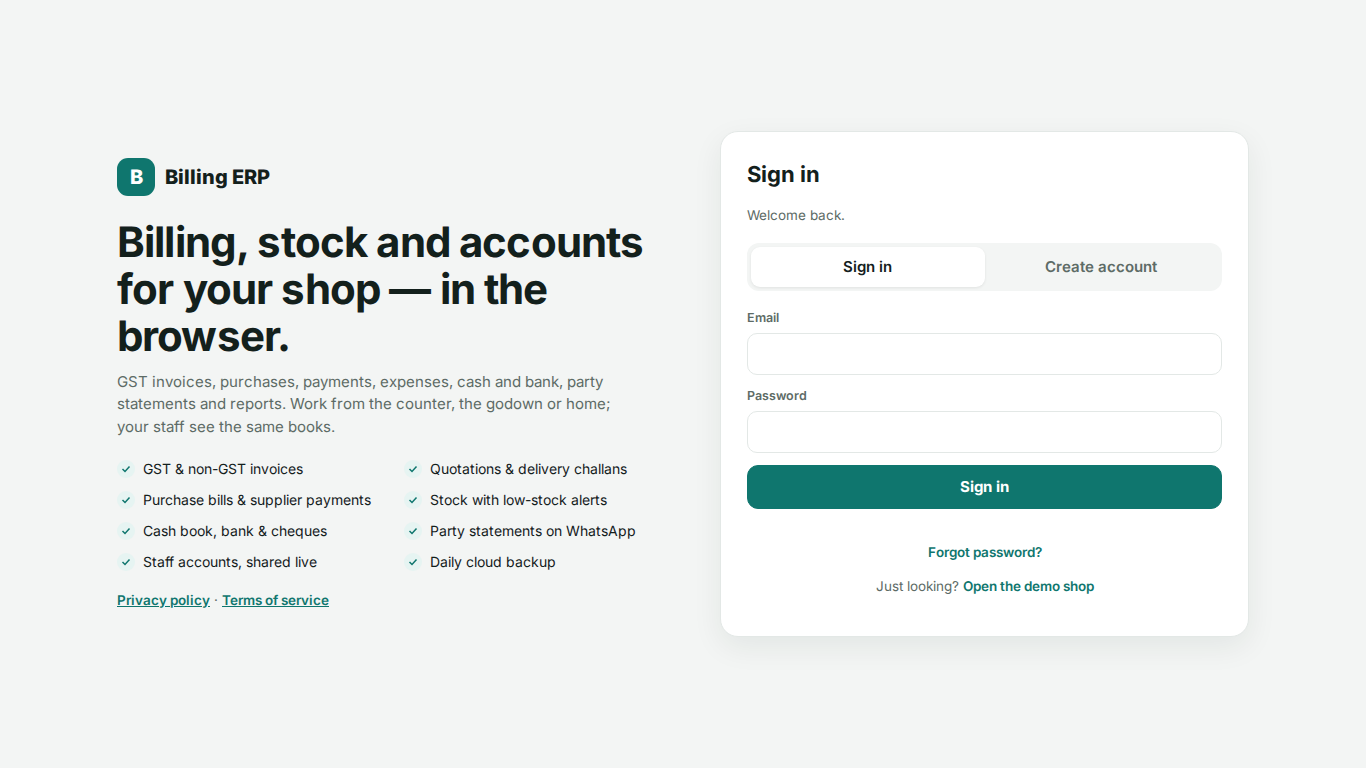 B
Billing ERP
Billing, stock and accounts
for your shop — in the
browser.
GST invoices, purchases, payments, expenses, cash and bank, party
statements and reports. Work from the counter, the godown or home;
your staff see the same books.
GST & non-GST invoices
Quotations & delivery challans
Purchase bills & supplier payments
Stock with low-stock alerts
Cash book, bank & cheques
Party statements on WhatsApp
Staff accounts, shared live
Daily cloud backup
Privacy policy · Terms of service
Sign in
Welcome back.
Sign in
Create account
Email
Password
Sign in
Forgot password?
Just looking? Open the demo shop